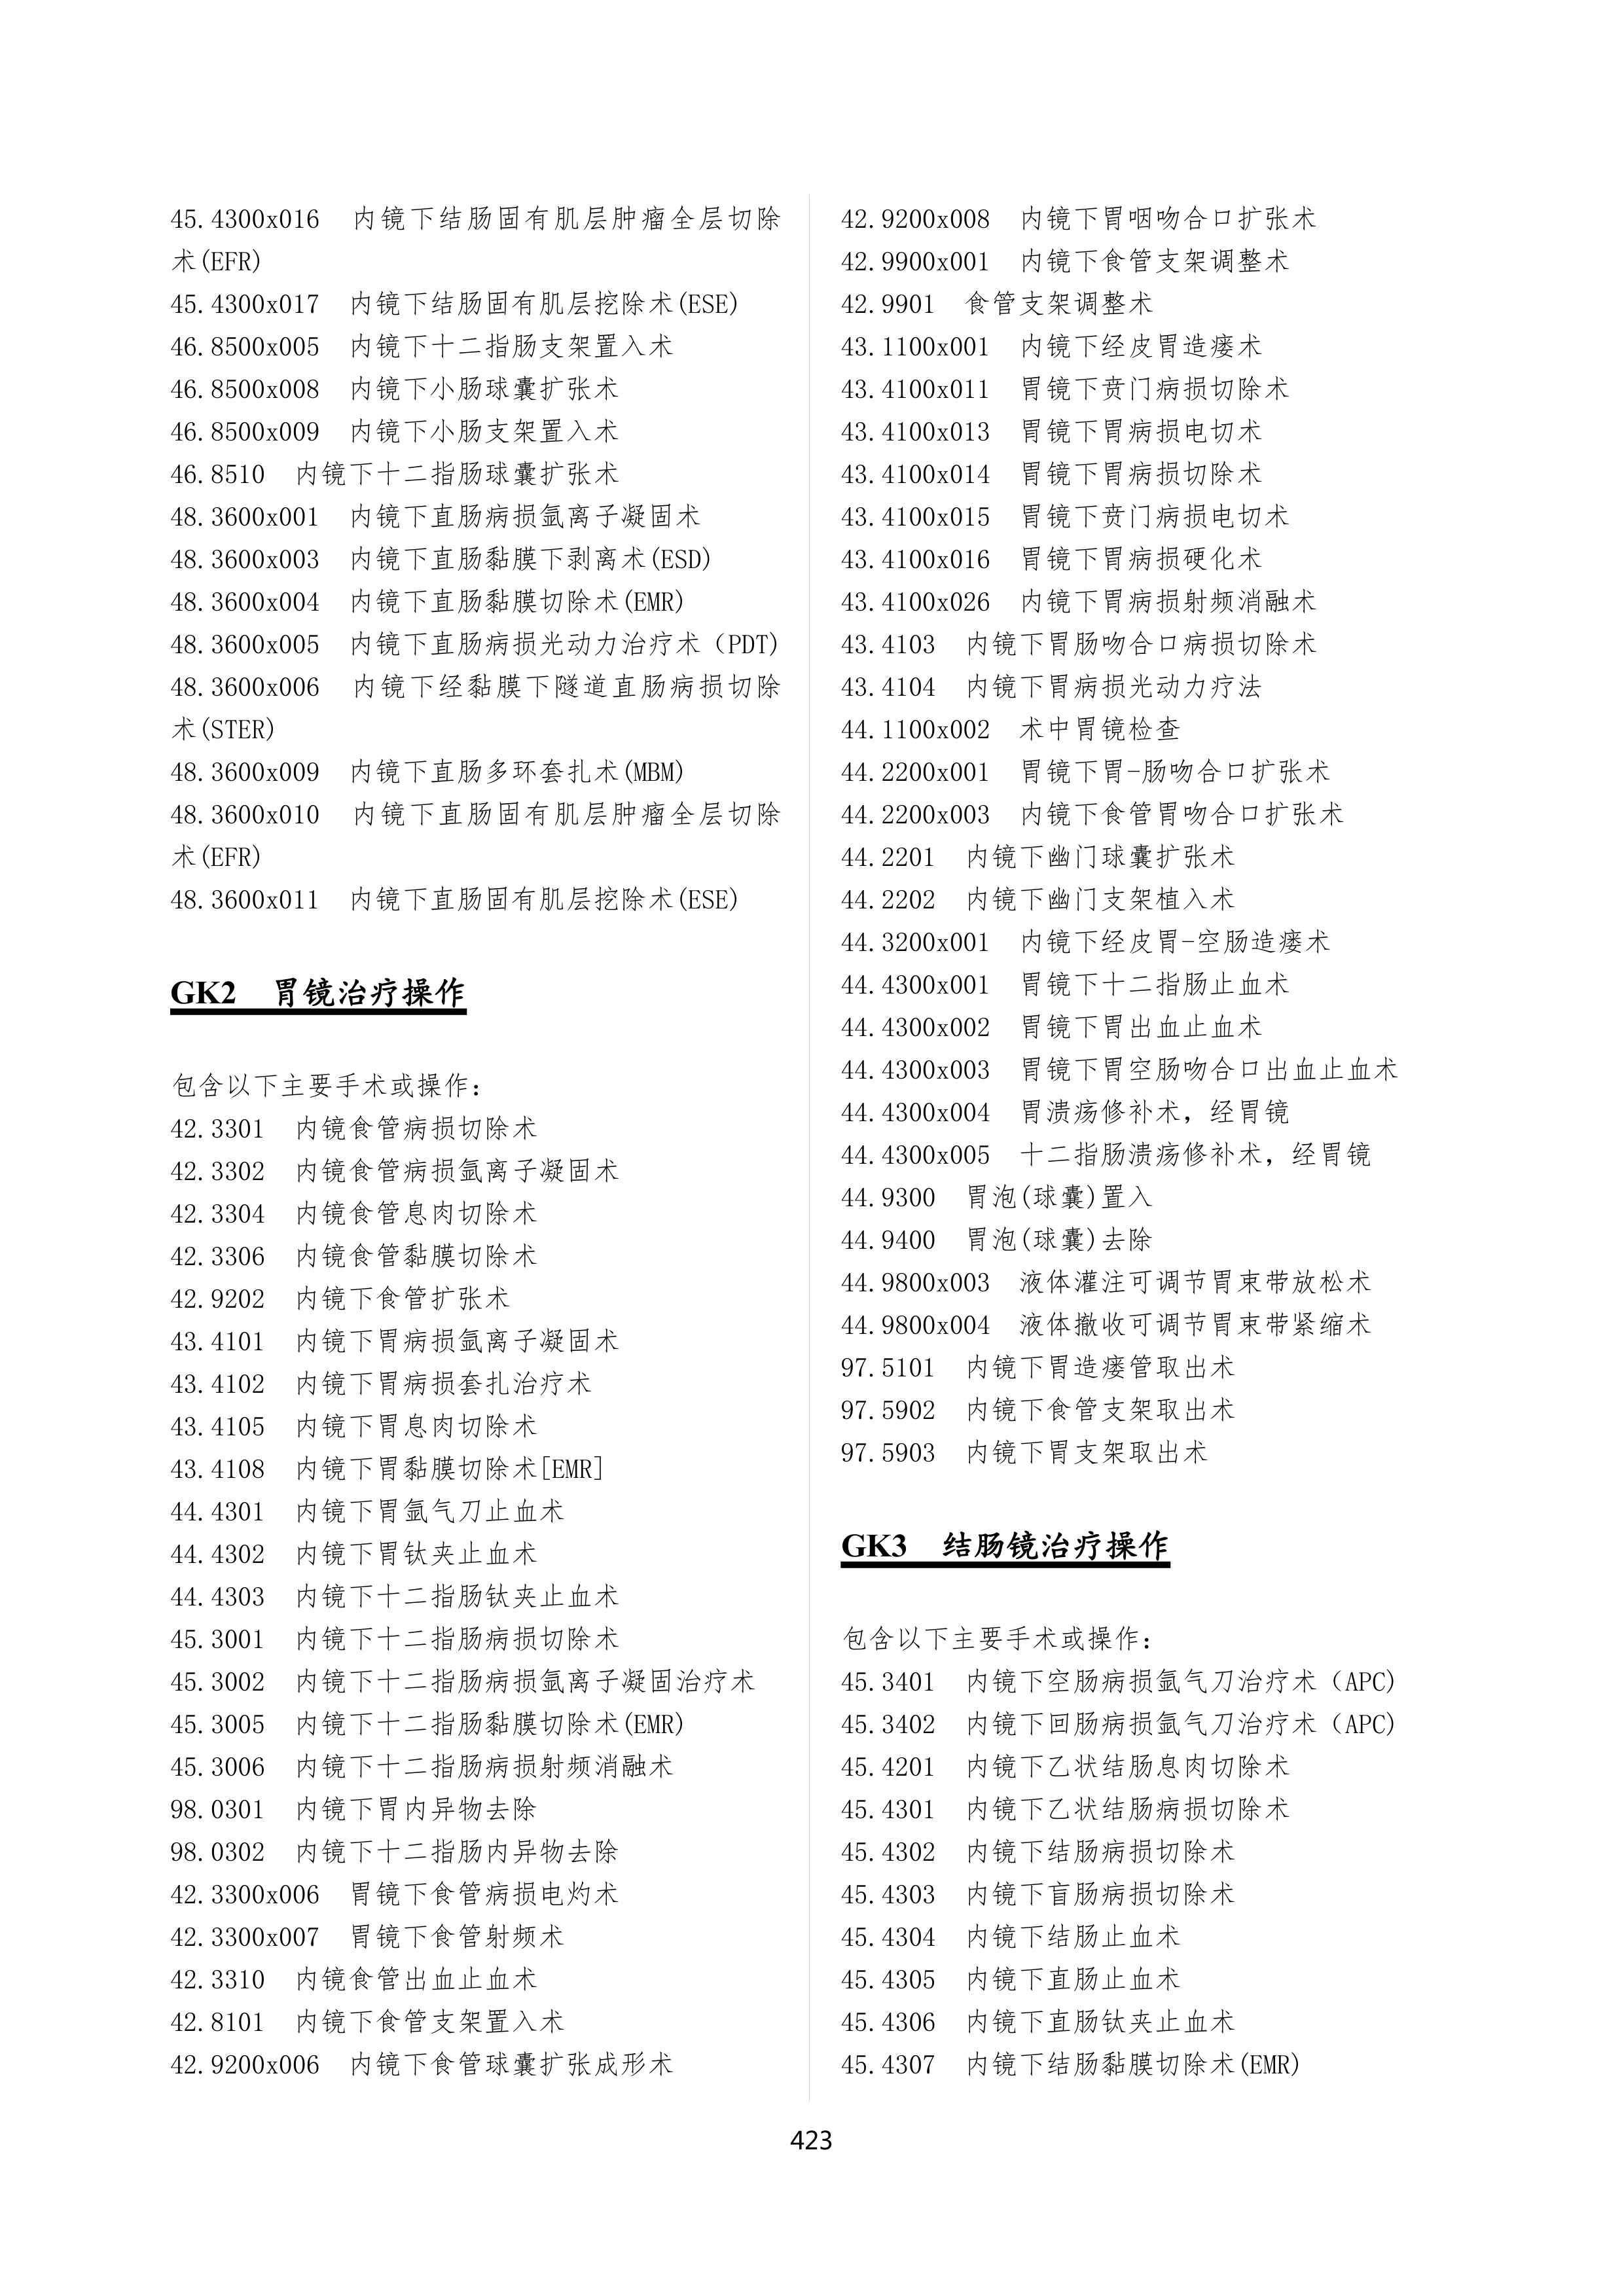 45.4300x016 内镜下结肠固有肌层肿瘤全层切除
术(EFR)
45.4300x017 内镜下结肠固有肌层挖除术(ESE)
46.8500x005 内镜下十二指肠支架置入术
46.8500x008 内镜下小肠球囊扩张术
46.8500x009 内镜下小肠支架置入术
46.8510 内镜下十二指肠球囊扩张术
48.3600x001 内镜下直肠病损氩离子凝固术
48.3600x003 内镜下直肠黏膜下剥离术(ESD)
48.3600x004 内镜下直肠黏膜切除术(EMR)
48.3600x005 内镜下直肠病损光动力治疗术（PDT)
48.3600x006 内镜下经黏膜下隧道直肠病损切除
术(STER)
48.3600x009 内镜下直肠多环套扎术(MBM)
48.3600x010 内镜下直肠固有肌层肿瘤全层切除
术(EFR)
48.3600x011 内镜下直肠固有肌层挖除术(ESE)
GK2 胃镜治疗操作
包含以下主要手术或操作：
42.3301 内镜食管病损切除术
42.3302 内镜食管病损氩离子凝固术
42.3304 内镜食管息肉切除术
42.3306 内镜食管黏膜切除术
42.9202 内镜下食管扩张术
43.4101 内镜下胃病损氩离子凝固术
43.4102 内镜下胃病损套扎治疗术
43.4105 内镜下胃息肉切除术
43.4108 内镜下胃黏膜切除术[EMR]
44.4301 内镜下胃氩气刀止血术
44.4302 内镜下胃钛夹止血术
44.4303 内镜下十二指肠钛夹止血术
45.3001 内镜下十二指肠病损切除术
45.3002 内镜下十二指肠病损氩离子凝固治疗术
45.3005 内镜下十二指肠黏膜切除术(EMR)
45.3006 内镜下十二指肠病损射频消融术
98.0301 内镜下胃内异物去除
98.0302 内镜下十二指肠内异物去除
42.3300x006 胃镜下食管病损电灼术
42.3300x007 胃镜下食管射频术
42.3310 内镜食管出血止血术
42.8101 内镜下食管支架置入术
42.9200x006 内镜下食管球囊扩张成形术
42.9200x008 内镜下胃咽吻合口扩张术
42.9900x001 内镜下食管支架调整术
42.9901 食管支架调整术
43.1100x001 内镜下经皮胃造瘘术
43.4100x011 胃镜下贲门病损切除术
43.4100x013 胃镜下胃病损电切术
43.4100x014 胃镜下胃病损切除术
43.4100x015 胃镜下贲门病损电切术
43.4100x016 胃镜下胃病损硬化术
43.4100x026 内镜下胃病损射频消融术
43.4103 内镜下胃肠吻合口病损切除术
43.4104 内镜下胃病损光动力疗法
44.1100x002 术中胃镜检查
44.2200x001 胃镜下胃-肠吻合口扩张术
44.2200x003 内镜下食管胃吻合口扩张术
44.2201 内镜下幽门球囊扩张术
44.2202 内镜下幽门支架植入术
44.3200x001 内镜下经皮胃-空肠造瘘术
44.4300x001 胃镜下十二指肠止血术
44.4300x002 胃镜下胃出血止血术
44.4300x003 胃镜下胃空肠吻合口出血止血术
44.4300x004 胃溃疡修补术，经胃镜
44.4300x005 十二指肠溃疡修补术，经胃镜
44.9300 胃泡(球囊)置入
44.9400 胃泡(球囊)去除
44.9800x003 液体灌注可调节胃束带放松术
44.9800x004 液体撤收可调节胃束带紧缩术
97.5101 内镜下胃造瘘管取出术
97.5902 内镜下食管支架取出术
97.5903 内镜下胃支架取出术
GK3 结肠镜治疗操作
包含以下主要手术或操作：
45.3401 内镜下空肠病损氩气刀治疗术（APC)
45.3402 内镜下回肠病损氩气刀治疗术（APC)
45.4201 内镜下乙状结肠息肉切除术
45.4301 内镜下乙状结肠病损切除术
45.4302 内镜下结肠病损切除术
45.4303 内镜下盲肠病损切除术
45.4304 内镜下结肠止血术
45.4305 内镜下直肠止血术
45.4306 内镜下直肠钛夹止血术
45.4307 内镜下结肠黏膜切除术(EMR)
423